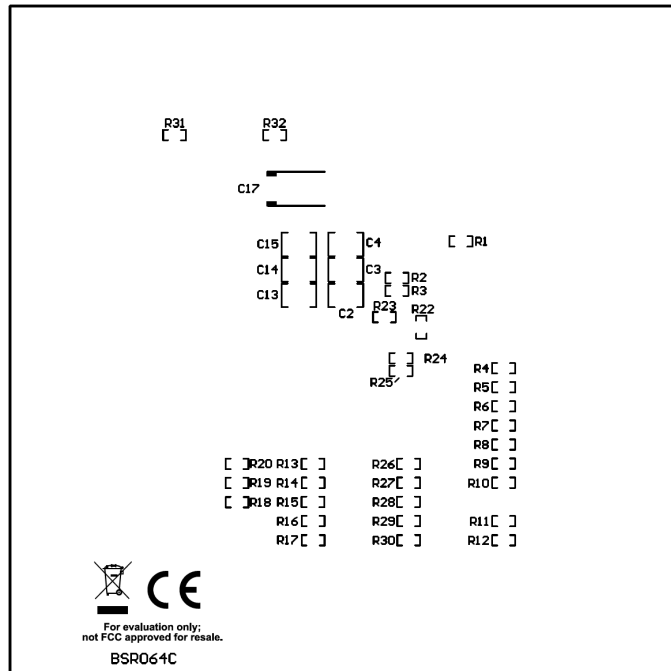 R31 R32
C17
C15 C4 R1
C14 C3 R2
C13 R3
C2 R23 R22
R24
R25
R4
R5
R6
R7
R8
R20 R13 R26 R9
R19 R14 R27 R10
R18 R15 R28
R16 R29 R11
R17 R30 R12
CE
For evaluation only;
not FCC approved for resale.
BSR064C